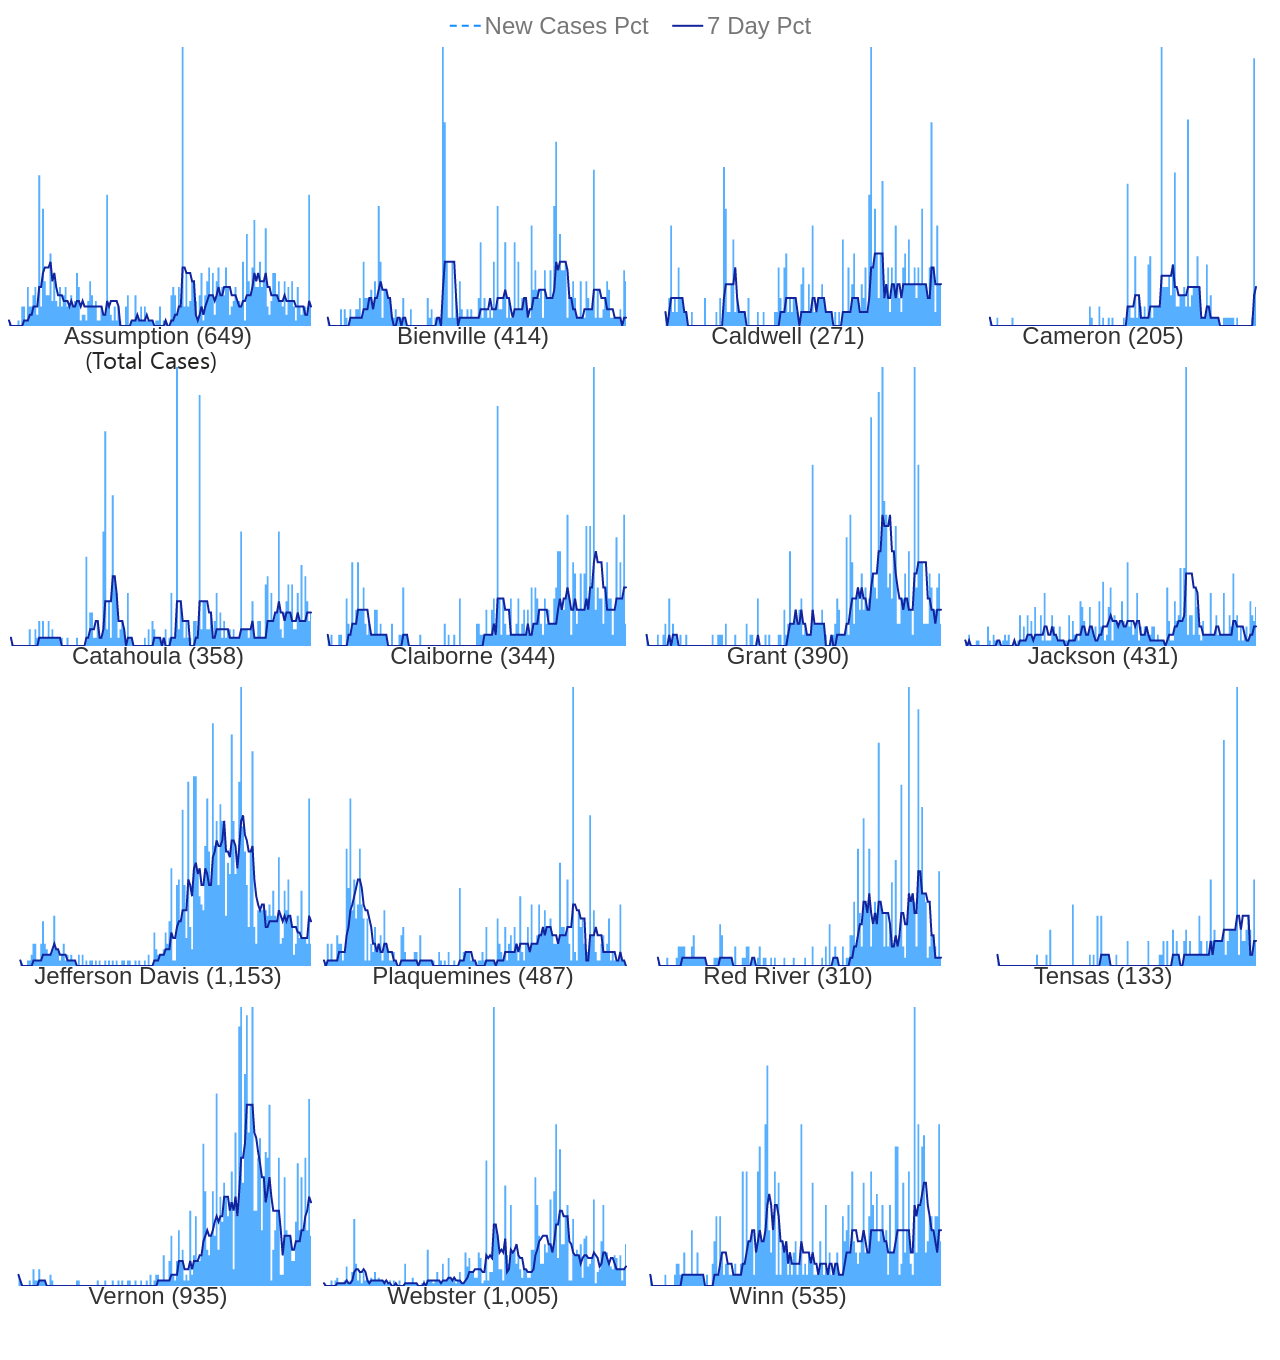 New Cases Pct 7 Day Pct
Assumption (649) Bienville (414) Caldwell (271) Cameron (205)
(Total Cases)
Catahoula (358) Claiborne (344) Grant (390) Jackson (431)
Jefferson Davis (1,153) Plaquemines (487) Red River (310) Tensas (133)
Vernon (935) Webster (1,005) Winn (535)